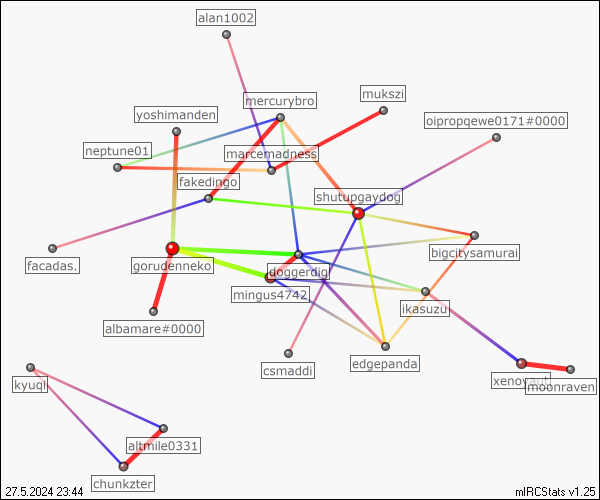 alan1002
mukszi
mercurybro
yoshimanden
oipropqewe0171#0000
neptune01
marcemadness
fakedingo
shutupgaydog
bigcitysamurai
facadas.
gorudenneko
doggerdig
mingus4742
ikasuzu
albamare#0000
csmaddi
edgepanda
kyuqi
moonraven
altmile0331
chunkzter
27.5.2024 23:44
mIRCStats v1.25